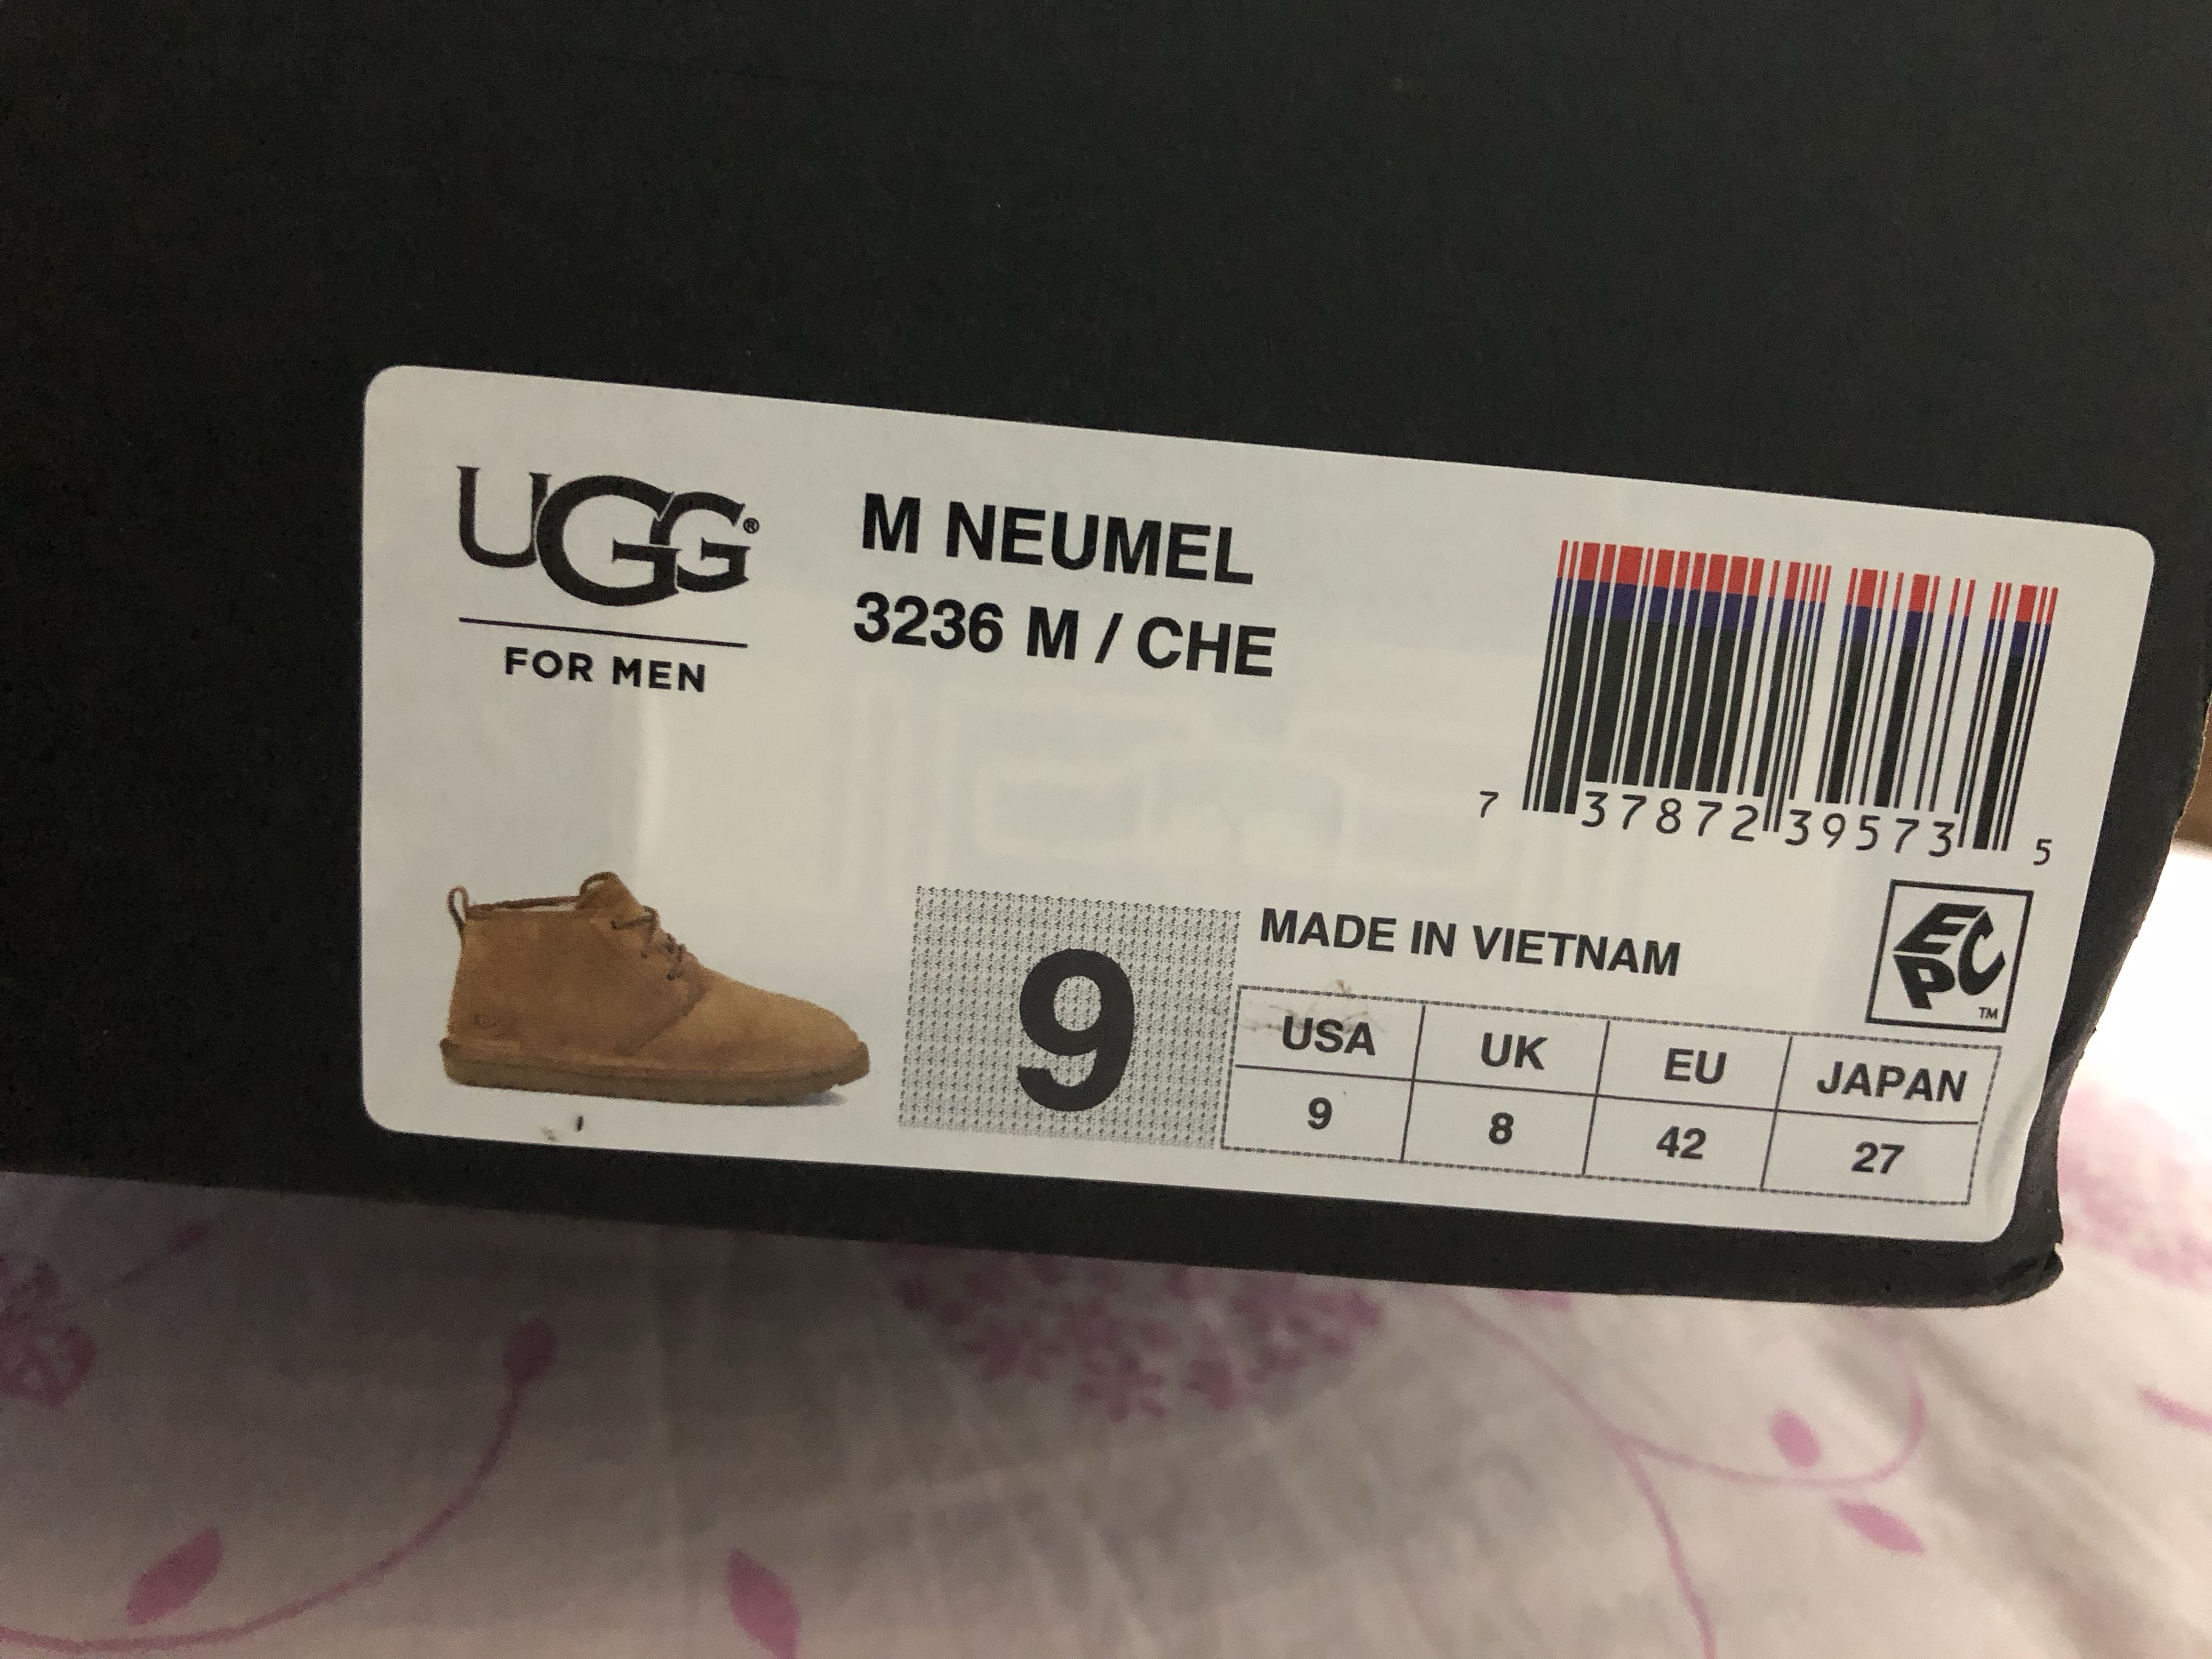 UGG®
FOR MEN
M NEUMEL
3236 M / CHE
7 37872 39573 5
9
MADE IN VIETNAM
EPC™
USA UK EU JAPAN
9 8 42 27